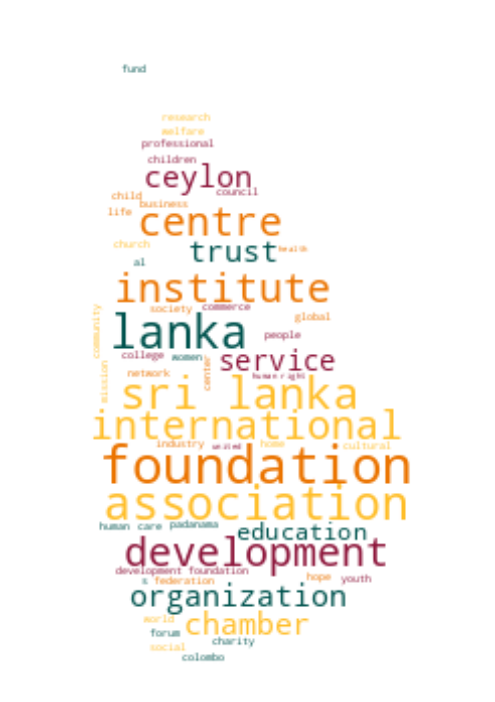 fund
research
welfare
professional
children
ceylon
council
child
business
life
centre
church
trust
health
al
institute
society commerce
global
community
lanka
people
college women
service
center
network
human right
mission
sri lanka
international
industry united home cultural
foundation
association
human care padanama
education
development
development foundation
s federation
hope youth
organization
world
chamber
forum
charity
social
colombo